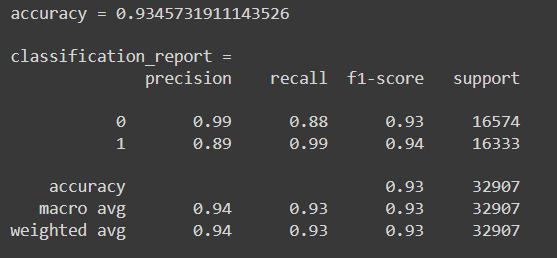 accuracy = 0.9345731911143526
classification_report =
precision recall f1-score support
0 0.99 0.88 0.93 16574
1 0.89 0.99 0.94 16333
accuracy 0.93 32907
macro avg 0.94 0.93 0.93 32907
weighted avg 0.94 0.93 0.93 32907